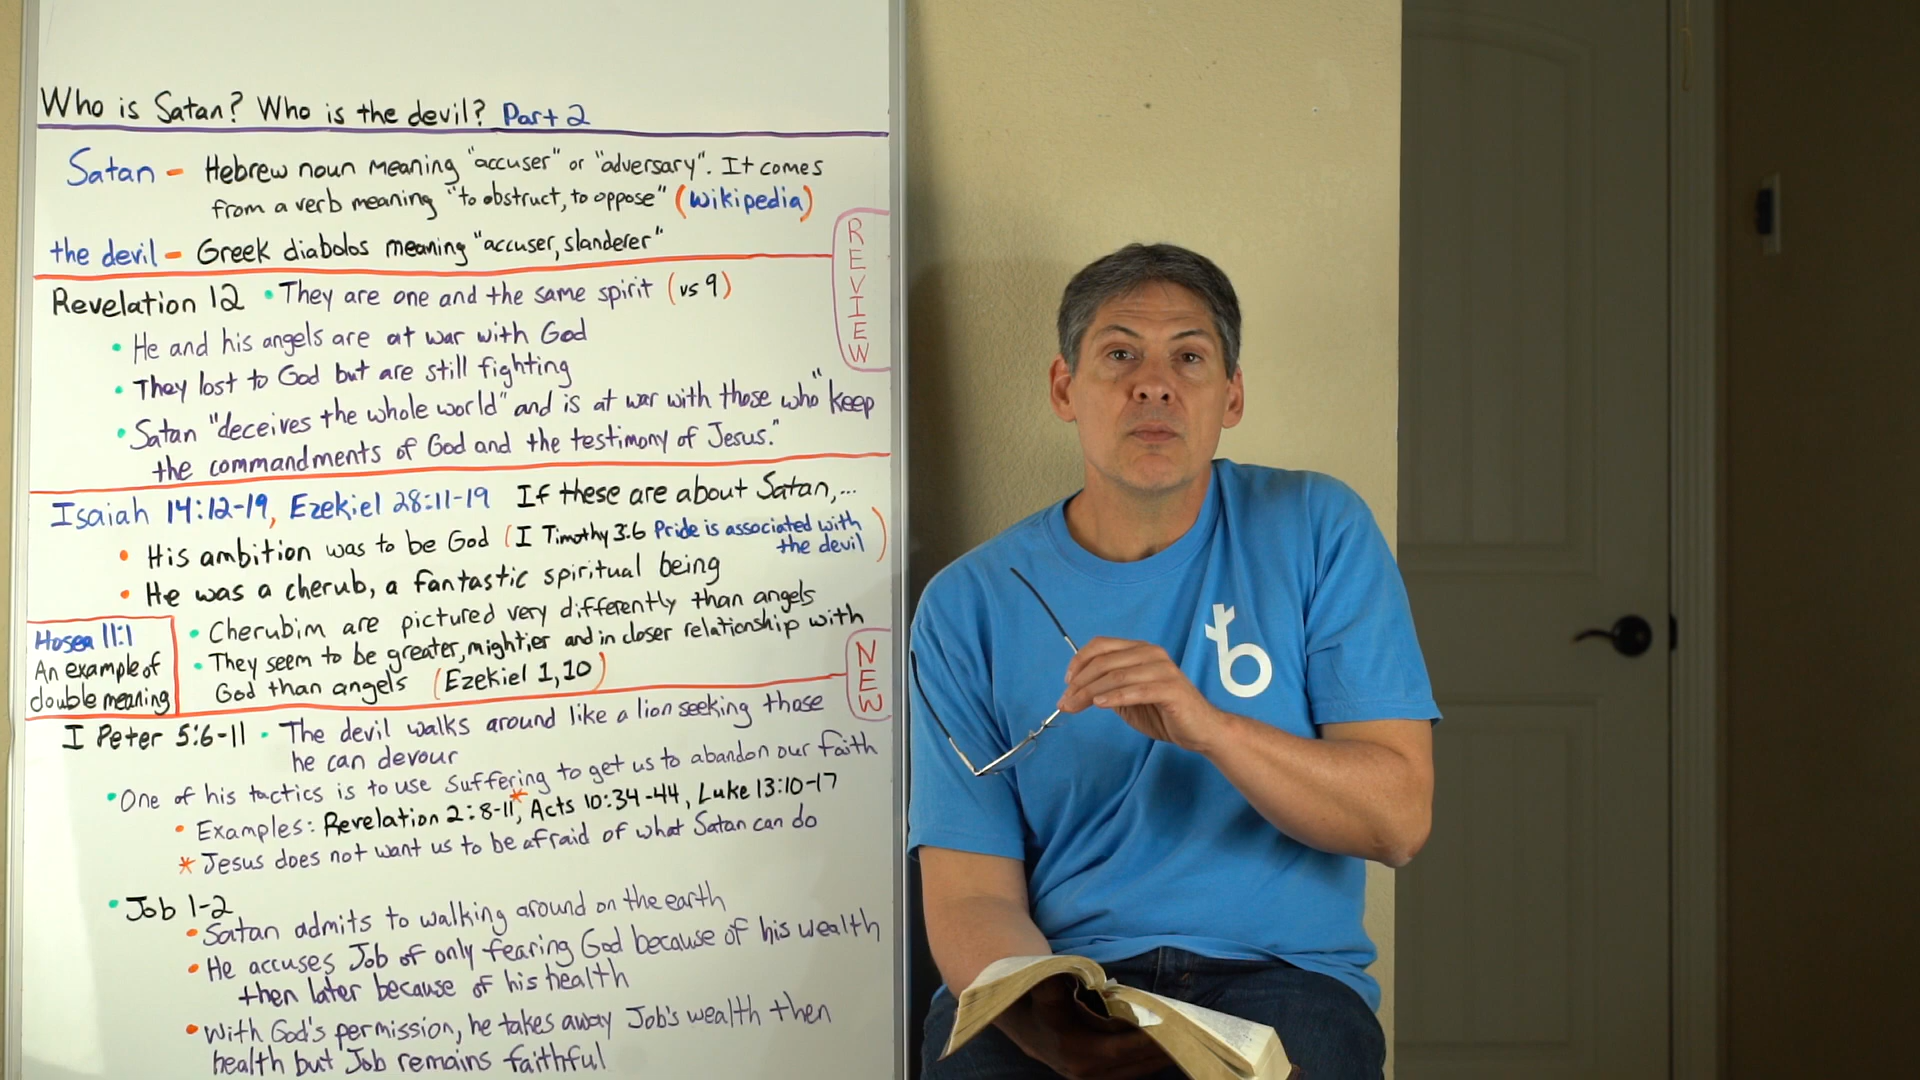 Who is Satan? Who is the devil? Part 2
Satan - Hebrew noun meaning "accuser" or "adversary". It comes
from a verb meaning "to obstruct, to oppose" (Wikipedia)
the devil - Greek diabolos meaning "accuser, slanderer"
REVIEW
Revelation 12 • They are one and the same spirit (vs 9)
• He and his angels are at war with God
• They lost to God but are still fighting
• Satan "deceives the whole world" and is at war with those who "keep
the commandments of God and the testimony of Jesus."
Isaiah 14:12-19, Ezekiel 28:11-19 If these are about Satan,...
• His ambition was to be God (I Timothy 3:6 Pride is associated with
the devil)
• He was a cherub, a fantastic spiritual being
• Cherubim are pictured very differently than angels
• They seem to be greater, mightier and in closer relationship with
God than angels (Ezekiel 1,10)
Hosea 11:1
An example of
double meaning
NEW
I Peter 5:6-11 • The devil walks around like a lion seeking those
he can devour
• One of his tactics is to use suffering to get us to abandon our faith
• Examples: Revelation 2:8-11*, Acts 10:34-44, Luke 13:10-17
* Jesus does not want us to be afraid of what Satan can do
• Job 1-2
• Satan admits to walking around on the earth
• He accuses Job of only fearing God because of his wealth
then later because of his health
• With God's permission, he takes away Job's wealth then
health but Job remains faithful
b